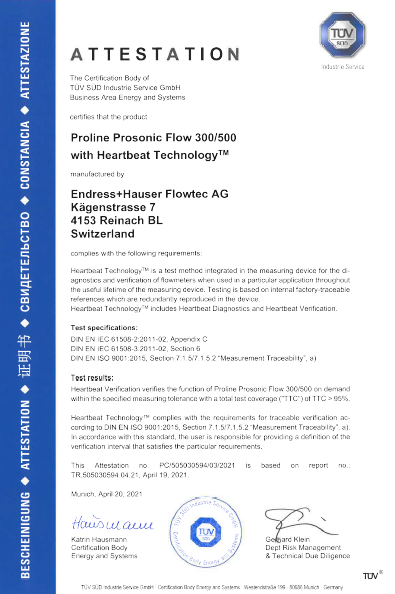 BESCHEINIGUNG ◆ ATTESTATION ◆ 证明书 ◆ СВИДЕТЕЛЬСТВО ◆ CONSTANCIA ◆ ATTESTAZIONE
TÜV
SÜD
Industrie Service
ATTESTATION
The Certification Body of
TÜV SÜD Industrie Service GmbH
Business Area Energy and Systems
certifies that the product
Proline Prosonic Flow 300/500
with Heartbeat Technology™
manufactured by
Endress+Hauser Flowtec AG
Kägenstrasse 7
4153 Reinach BL
Switzerland
complies with the following requirements:
Heartbeat Technology™ is a test method integrated in the measuring device for the di-
agnostics and verification of flowmeters when used in a particular application throughout
the useful lifetime of the measuring device. Testing is based on internal factory-traceable
references which are redundantly reproduced in the device.
Heartbeat Technology™ includes Heartbeat Diagnostics and Heartbeat Verification.
Test specifications:
DIN EN IEC 61508-2:2011-02, Appendix C
DIN EN IEC 61508-3:2011-02, Section 6
DIN EN ISO 9001:2015, Section 7.1.5/7.1.5.2 "Measurement Traceability", a)
Test results:
Heartbeat Verification verifies the function of Proline Prosonic Flow 300/500 on demand
within the specified measuring tolerance with a total test coverage ("TTC") of TTC > 95%.
Heartbeat Technology™ complies with the requirements for traceable verification ac-
cording to DIN EN ISO 9001:2015, Section 7.1.5/7.1.5.2 "Measurement Traceability", a).
In accordance with this standard, the user is responsible for providing a definition of the
verification interval that satisfies the particular requirements.
This Attestation no. PC/505030594/03/2021 is based on report no.:
TR.505030594.04.21, April 19, 2021.
Munich, April 20, 2021
Hausmann
Katrin Hausmann
Certification Body
Energy and Systems
TÜV SÜD Industrie Service GmbH
TÜV
SÜD
Certification Body Energy and Systems
Gerhard Klein
Dept Risk Management
& Technical Due Diligence
TÜV®
TÜV SÜD Industrie Service GmbH · Certification Body Energy and Systems · Westendstraße 199 · 80686 Munich · Germany